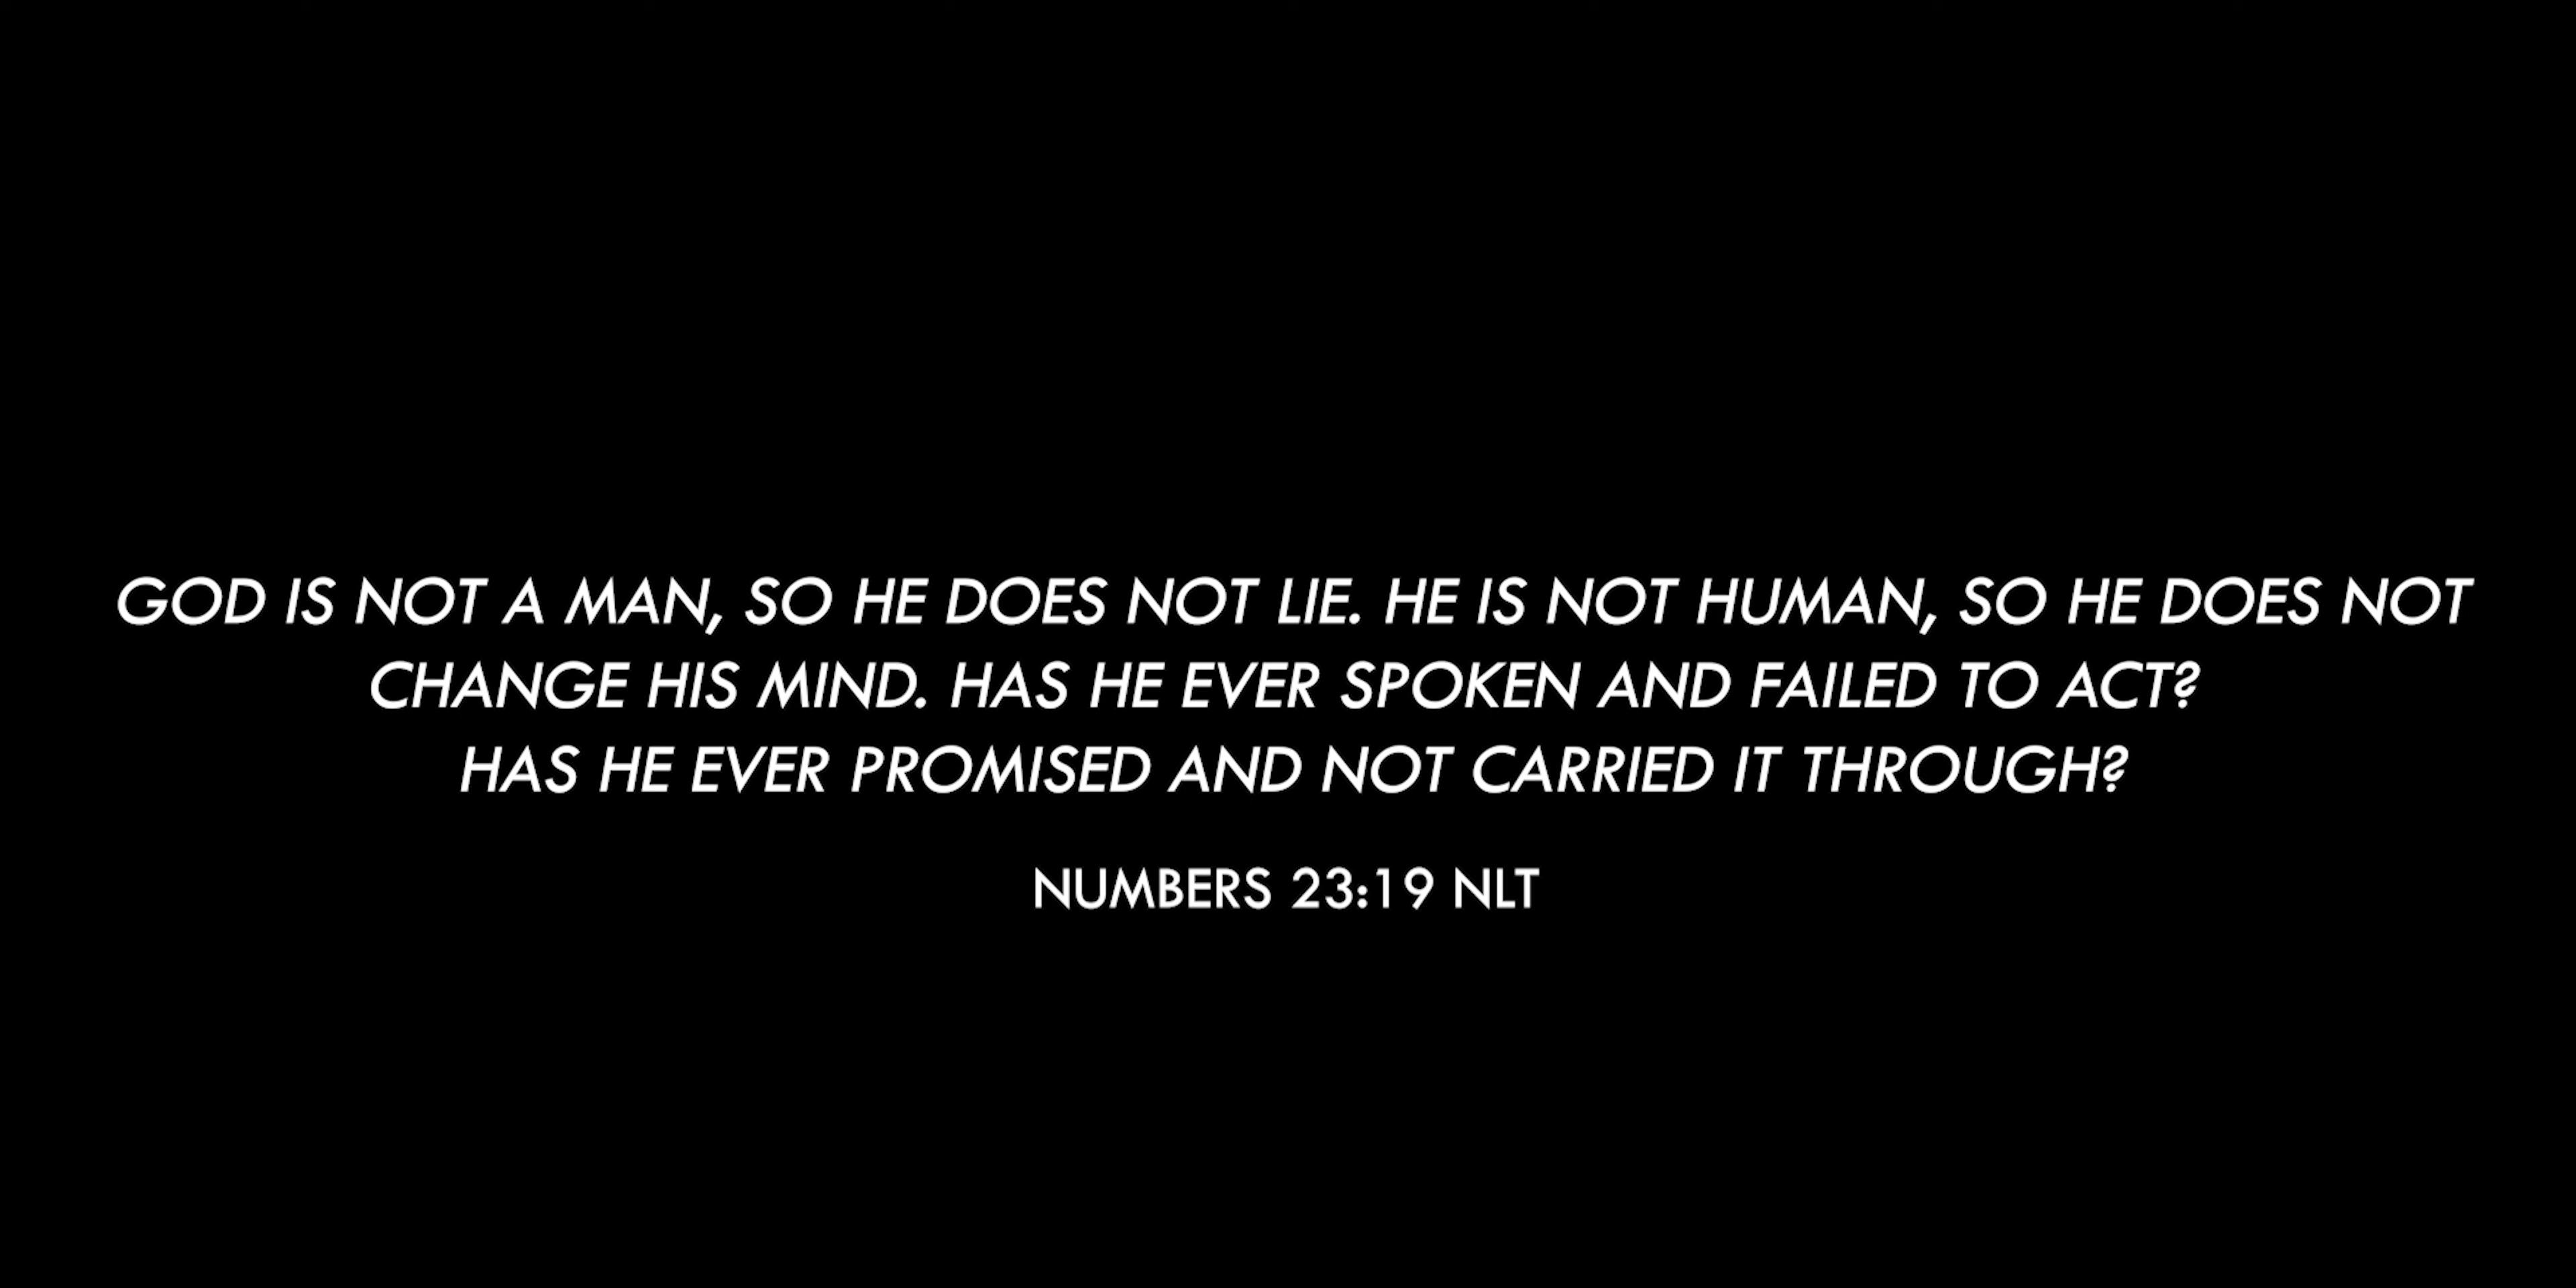 GOD IS NOT A MAN, SO HE DOES NOT LIE. HE IS NOT HUMAN, SO HE DOES NOT
CHANGE HIS MIND. HAS HE EVER SPOKEN AND FAILED TO ACT?
HAS HE EVER PROMISED AND NOT CARRIED IT THROUGH?
NUMBERS 23:19 NLT